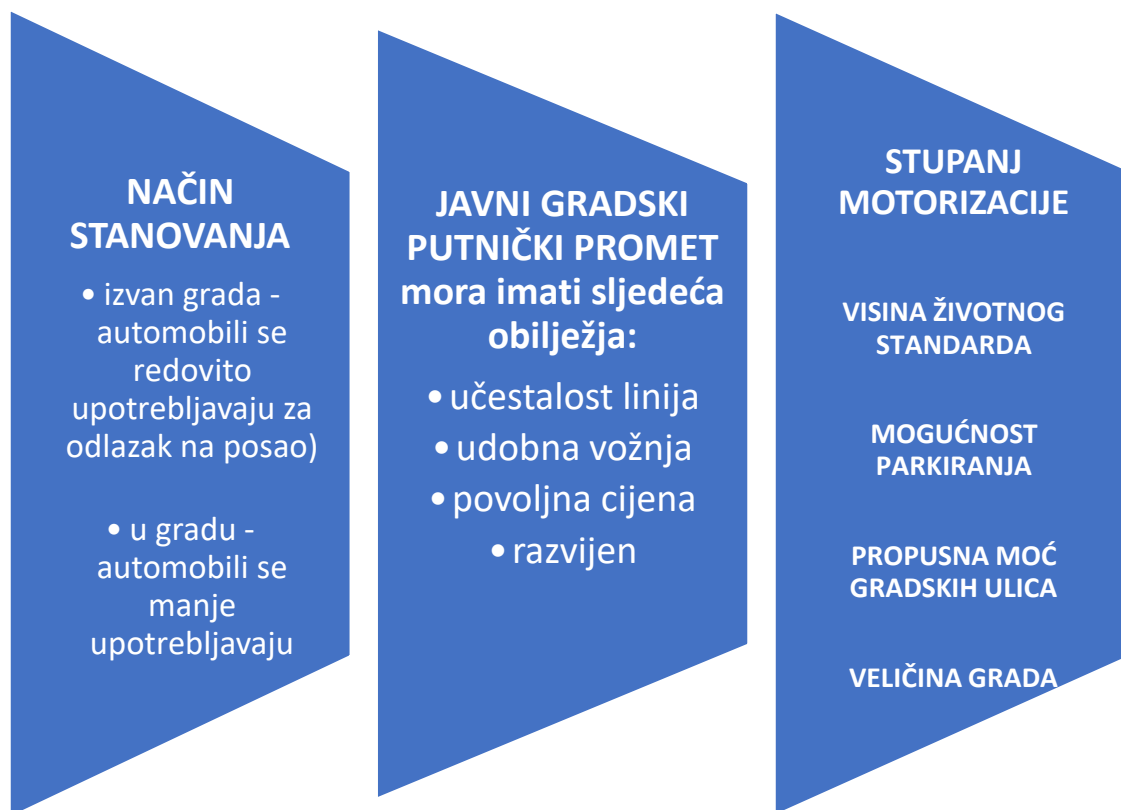 NAČIN
STANOVANJA
• izvan grada -
automobili se
redovito
upotrebljavaju za
odlazak na posao)
• u gradu -
automobili se
manje
upotrebljavaju
JAVNI GRADSKI
PUTNIČKI PROMET
mora imati sljedeća
obilježja:
• učestalost linija
• udobna vožnja
• povoljna cijena
• razvijen
STUPANJ
MOTORIZACIJE
VISINA ŽIVOTNOG
STANDARDA
MOGUĆNOST
PARKIRANJA
PROPUSNA MOĆ
GRADSKIH ULICA
VELIČINA GRADA